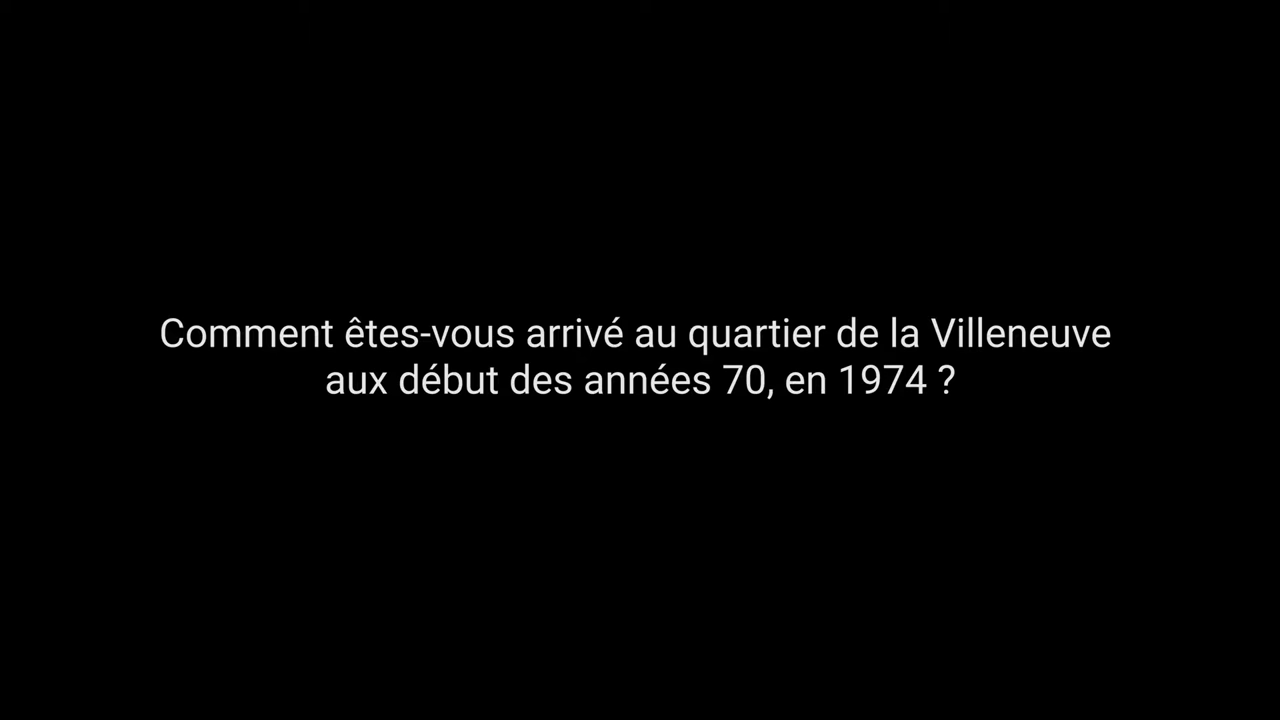 Comment êtes-vous arrivé au quartier de la Villeneuve
aux début des années 70, en 1974 ?